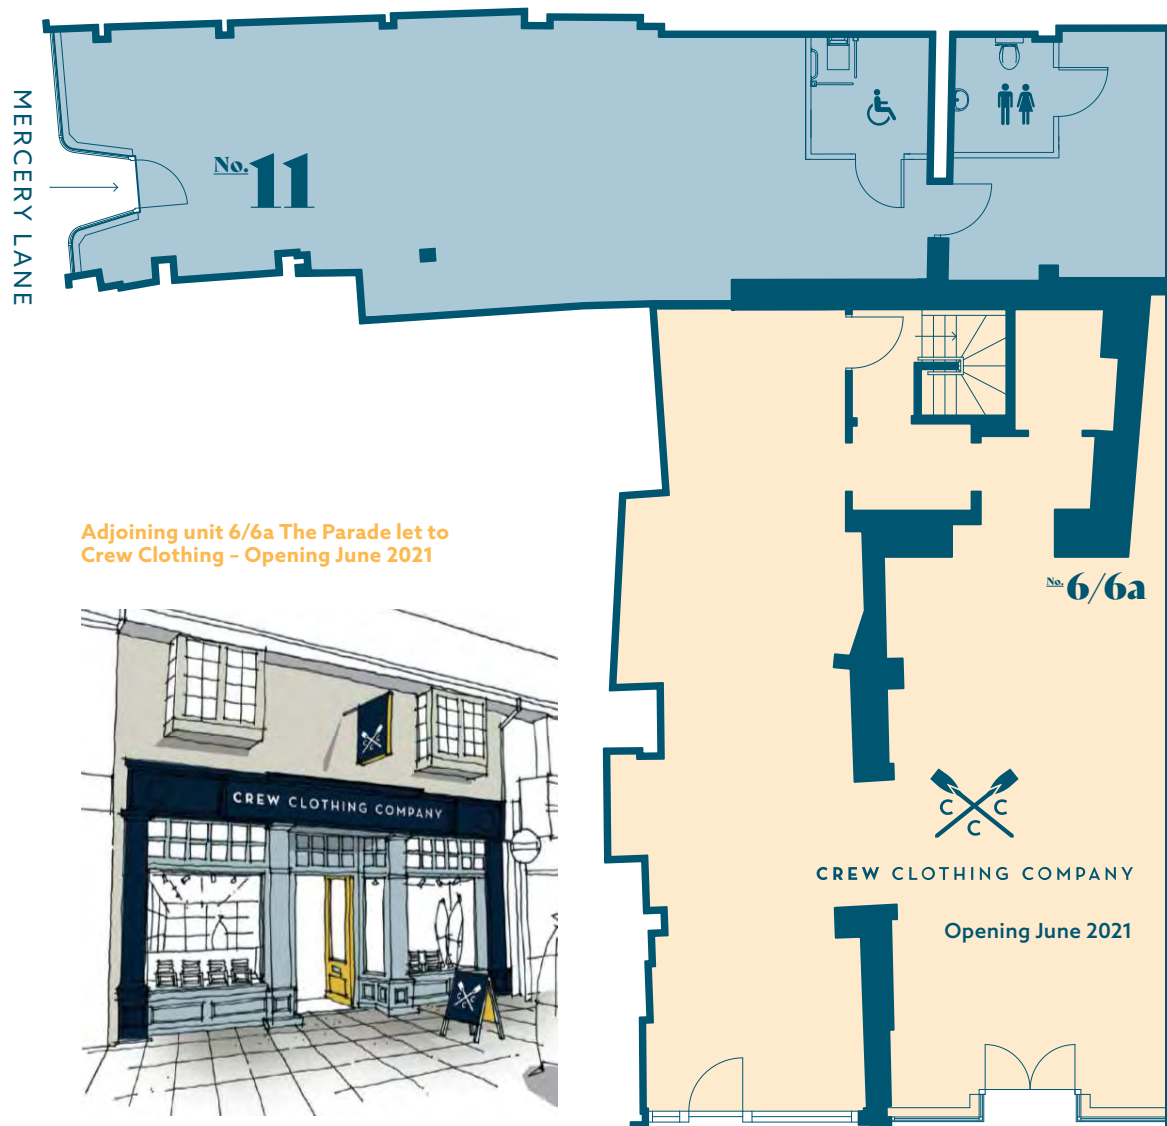 MERCERY LANE
No. 11
Adjoining unit 6/6a The Parade let to
Crew Clothing – Opening June 2021
No. 6/6a
CREW CLOTHING COMPANY
C C
C
C C
C
C C
C
CREW CLOTHING COMPANY
Opening June 2021